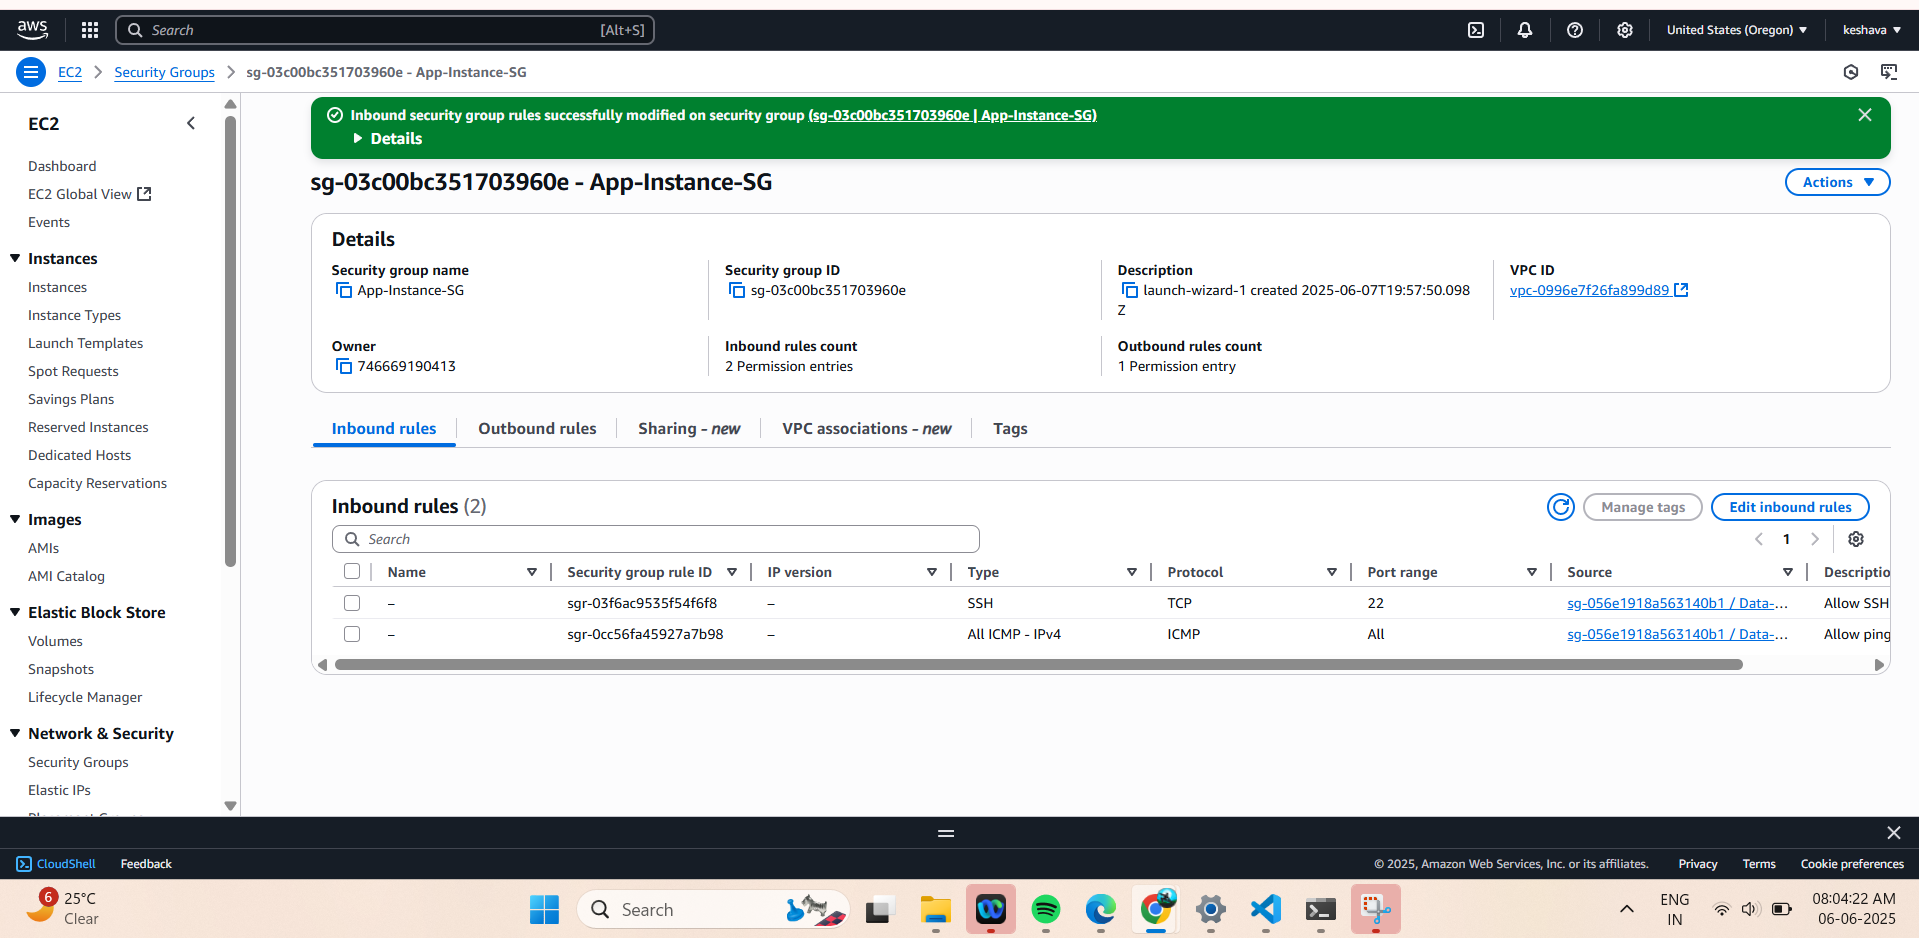 aws
Search
[Alt+S]
United States (Oregon)
keshava
EC2
Security Groups
sg-03c00bc351703960e - App-Instance-SG
EC2
Dashboard
EC2 Global View
Events
Instances
Instances
Instance Types
Launch Templates
Spot Requests
Savings Plans
Reserved Instances
Dedicated Hosts
Capacity Reservations
Images
AMIs
AMI Catalog
Elastic Block Store
Volumes
Snapshots
Lifecycle Manager
Network & Security
Security Groups
Elastic IPs
Inbound security group rules successfully modified on security group (sg-03c00bc351703960e | App-Instance-SG)
Details
sg-03c00bc351703960e - App-Instance-SG
Actions
Details
Security group name
App-Instance-SG
Security group ID
sg-03c00bc351703960e
Description
launch-wizard-1 created 2025-06-07T19:57:50.098
Z
VPC ID
vpc-0996e7f26fa899d89
Owner
746669190413
Inbound rules count
2 Permission entries
Outbound rules count
1 Permission entry
Inbound rules
Outbound rules
Sharing - new
VPC associations - new
Tags
Inbound rules (2)
Manage tags
Edit inbound rules
Search
1
Name Security group rule ID IP version Type Protocol Port range Source Descriptio
– sgr-03f6ac9535f54f6f8 – SSH TCP 22 sg-056e1918a563140b1 / Data-... Allow SSH
– sgr-0cc56fa45927a7b98 – All ICMP - IPv4 ICMP All sg-056e1918a563140b1 / Data-... Allow ping
CloudShell
Feedback
© 2025, Amazon Web Services, Inc. or its affiliates.
Privacy
Terms
Cookie preferences
6
25°C
Clear
Search
ENG
IN
08:04:22 AM
06-06-2025